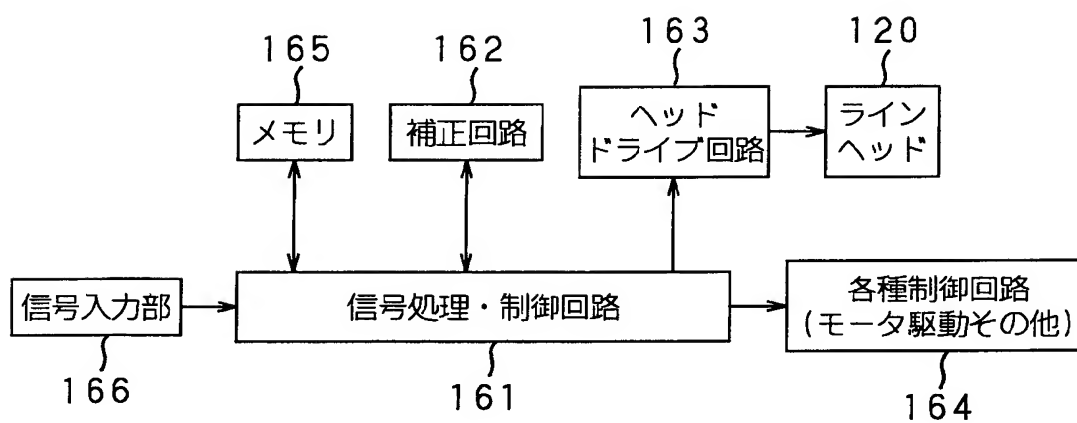 165
162
163
120
メモリ
補正回路
ヘッド
ドライブ回路
ライン
ヘッド
信号入力部
信号処理・制御回路
各種制御回路
(モータ駆動その他)
166
161
164